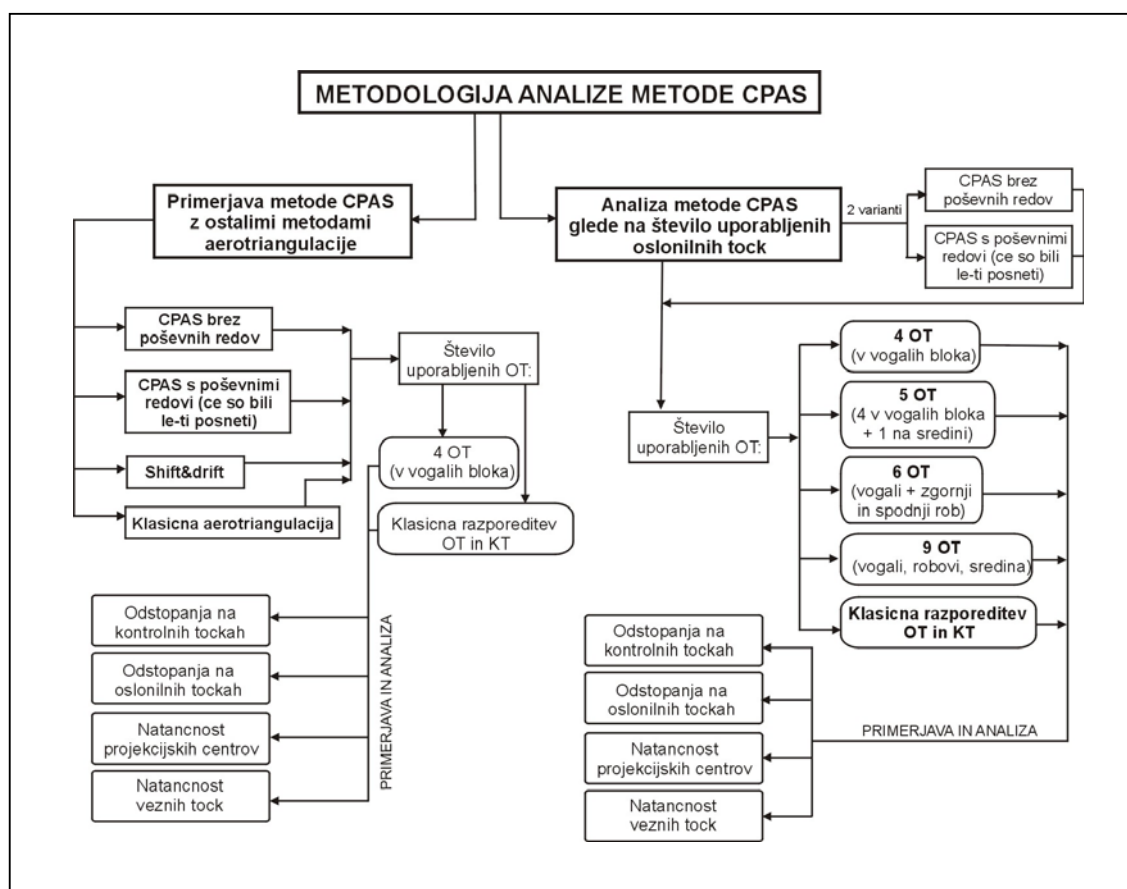 METODOLOGIJA ANALIZE METODE CPAS
Primerjava metode CPAS
z ostalimi metodami
aerotriangulacije
CPAS brez
poševnih redov
CPAS s poševnimi
redovi (ce so bili
le-ti posneti)
Shift&drift
Klasicna aerotriangulacija
Število
uporabljenih OT:
4 OT
(v vogalih bloka)
Klasicna razporeditev
OT in KT
Odstopanja na
kontrolnih tockah
Odstopanja na
oslonilnih tockah
Natancnost
projekcijskih centrov
Natancnost
veznih tock
PRIMERJAVA IN ANALIZA
Analiza metode CPAS
glede na število uporabljenih
oslonilnih tock
2 varianti
CPAS brez
poševnih redov
CPAS s poševnimi
redovi (ce so bili
le-ti posneti)
Število
uporabljenih OT:
4 OT
(v vogalih bloka)
5 OT
(4 v vogalih bloka
+ 1 na sredini)
6 OT
(vogali + zgornji
in spodnji rob)
9 OT
(vogali, robovi, sredina)
Klasicna razporeditev
OT in KT
PRIMERJAVA IN ANALIZA
Odstopanja na
kontrolnih tockah
Odstopanja na
oslonilnih tockah
Natancnost
projekcijskih centrov
Natancnost
veznih tock